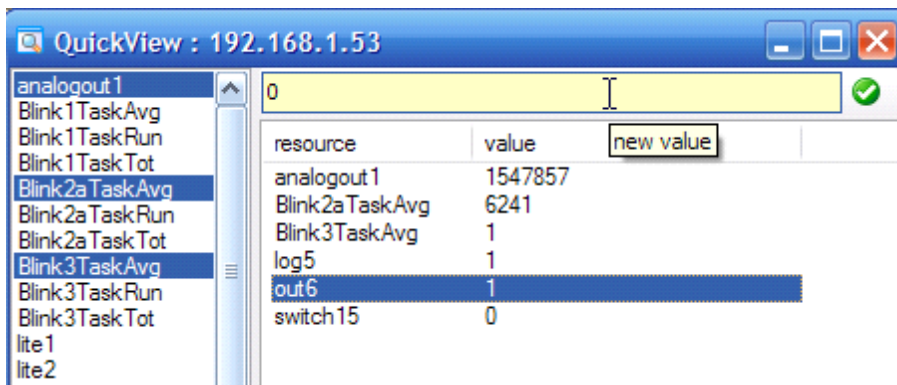 QuickView : 192.168.1.53
analogout1
Blink1TaskAvg
Blink1TaskRun
Blink1TaskTot
Blink2aTaskAvg
Blink2aTaskRun
Blink2aTaskTot
Blink3TaskAvg
Blink3TaskRun
Blink3TaskTot
lite1
lite2
0
new value
resource value
analogout1 1547857
Blink2aTaskAvg 6241
Blink3TaskAvg 1
log5 1
out6 1
switch15 0